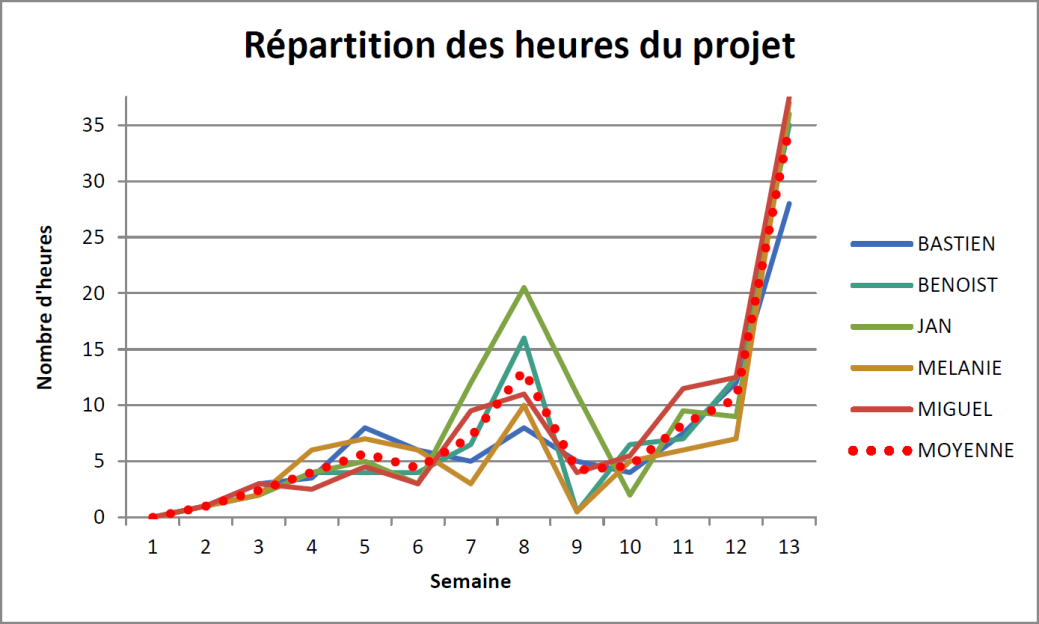 Répartition des heures du projet
Nombre d'heures
35
30
25
20
15
10
5
0
1 2 3 4 5 6 7 8 9 10 11 12 13
Semaine
BASTIEN
BENOIST
JAN
MELANIE
MIGUEL
MOYENNE